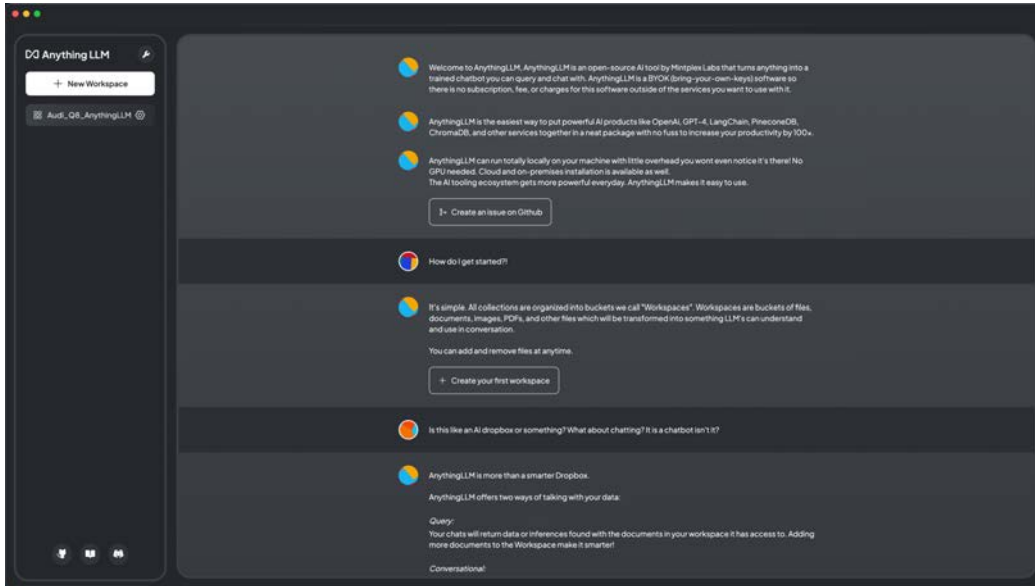 AnythingLLM
+ New Workspace
Audi_Q8_AnythingLLM
Welcome to AnythingLLM, AnythingLLM is an open-source AI tool by Mintplex Labs that turns anything into a
trained chatbot you can query and chat with. AnythingLLM is a BYOK (bring-your-own-keys) software so
there is no subscription, fee, or charges for this software outside of the services you want to use with it.
AnythingLLM is the easiest way to put powerful AI products like OpenAi, GPT-4, LangChain, PineconeDB,
ChromaDB, and other services together in a neat package with no fuss to increase your productivity by 100x.
AnythingLLM can run totally locally on your machine with little overhead you wont even notice it's there! No
GPU needed. Cloud and on-premises installation is available as well.
The AI tooling ecosystem gets more powerful everyday. AnythingLLM makes it easy to use.
Create an issue on Github
How do I get started?!
It's simple. All collections are organized into buckets we call "Workspaces". Workspaces are buckets of files,
documents, images, PDFs, and other files which will be transformed into something LLM's can understand
and use in conversation.
You can add and remove files at anytime.
+ Create your first workspace
Is this like an AI dropbox or something? What about chatting? It is a chatbot isn't it?
AnythingLLM is more than a smarter Dropbox.
AnythingLLM offers two ways of talking with your data:
Query:
Your chats will return data or inferences found with the documents in your workspace it has access to. Adding
more documents to the Workspace make it smarter!
Conversational: